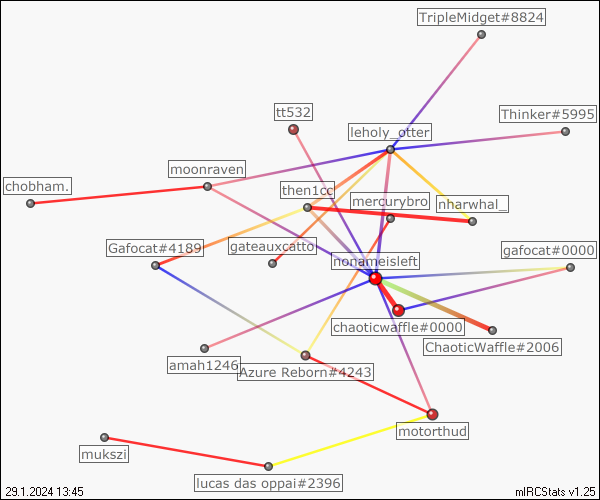 TripleMidget#8824
tt532
Thinker#5995
leholy_otter
moonraven
chobham.
then1cc
mercurybro
nharwhal_
Gafocat#4189
gateauxcatto
gafocat#0000
nonameisleft
chaoticwaffle#0000
ChaoticWaffle#2006
amah1246
Azure Reborn#4243
motorthud
mukszi
lucas das oppai#2396
29.1.2024 13:45
mIRCStats v1.25